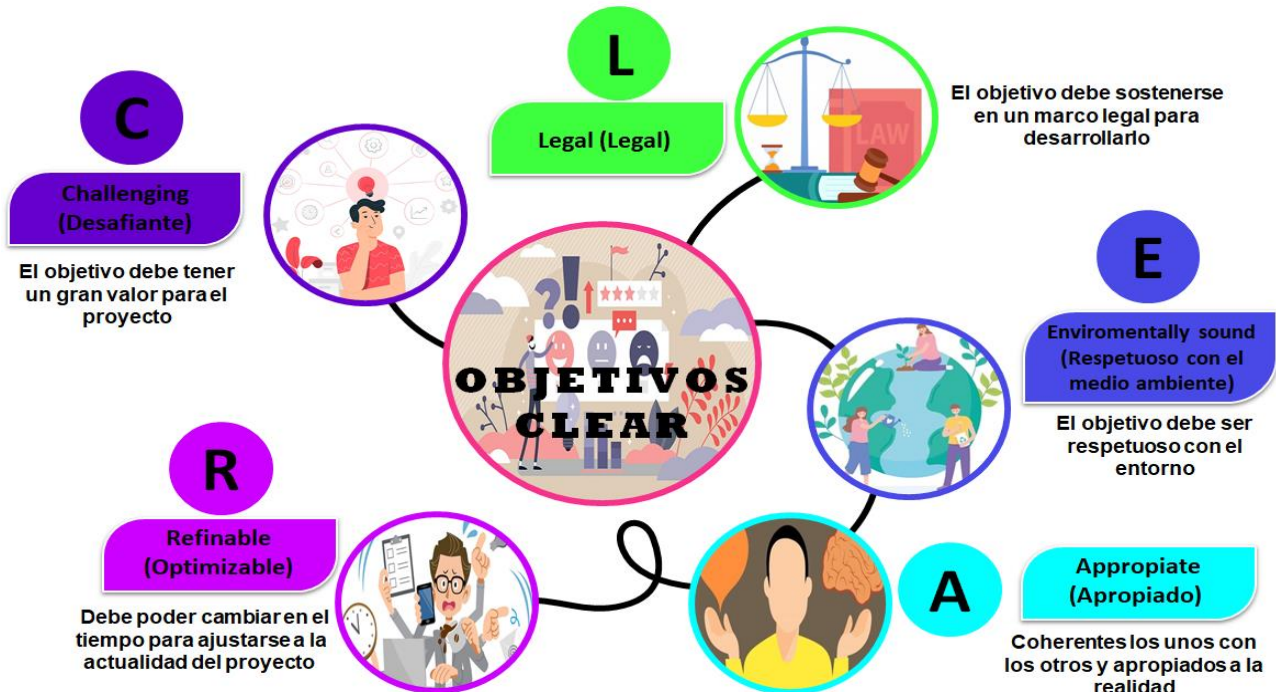 C
Challenging
(Desafiante)
El objetivo debe tener
un gran valor para el
proyecto
L
Legal (Legal)
LAW
El objetivo debe sostenerse
en un marco legal para
desarrollarlo
OBJETIVOS
CLEAR
E
Enviromentally sound
(Respetuoso con el
medio ambiente)
El objetivo debe ser
respetuoso con el
entorno
A
Appropiate
(Apropiado)
Coherentes los unos con
los otros y apropiados a la
realidad
R
Refinable
(Optimizable)
Debe poder cambiar en el
tiempo para ajustarse a la
actualidad del proyecto